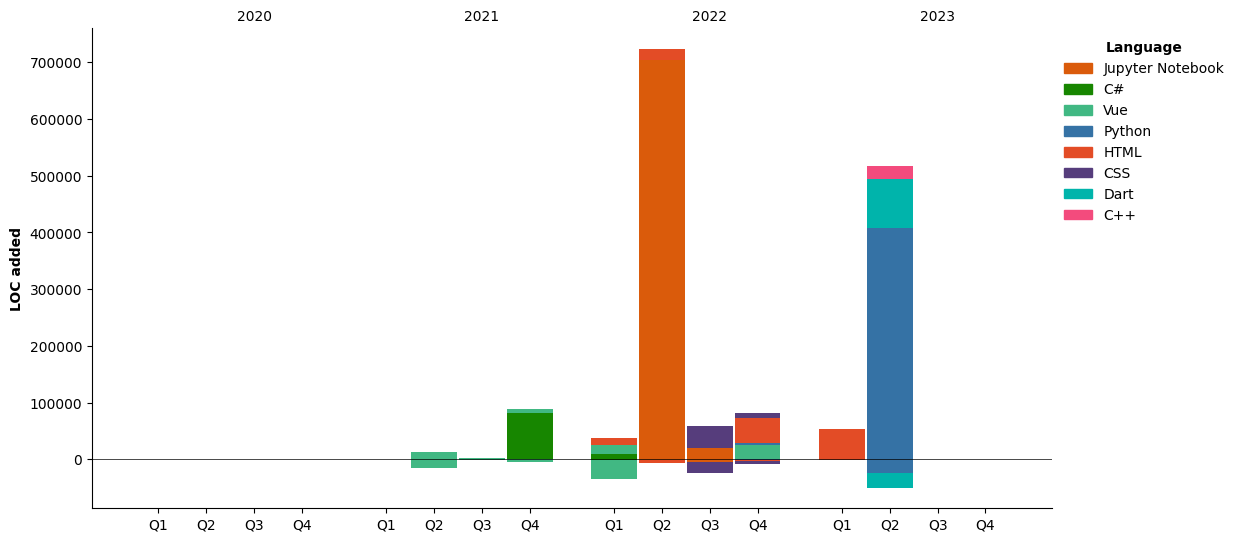 2020 2021 2022 2023
LOC added
700000
600000
500000
400000
300000
200000
100000
0
Q1 Q2 Q3 Q4 Q1 Q2 Q3 Q4 Q1 Q2 Q3 Q4 Q1 Q2 Q3 Q4
Language
Jupyter Notebook
C#
Vue
Python
HTML
CSS
Dart
C++